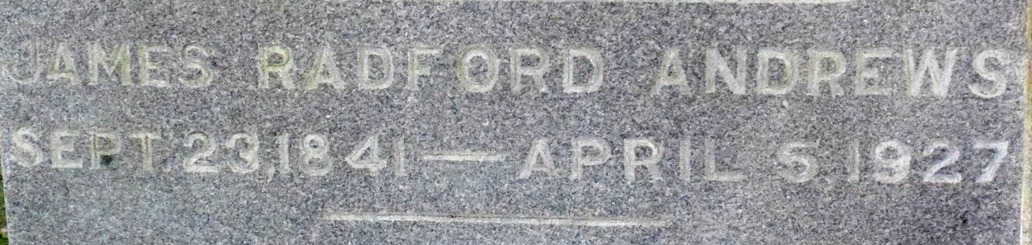 JAMES RADFORD ANDREWS
SEPT. 23, 1841 — APRIL 5, 1927